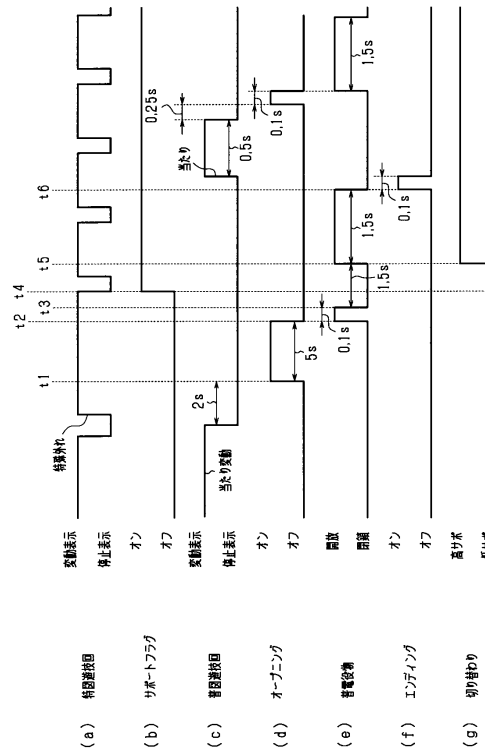 t1
t2
t3
t4
t5
t6
(a) 特図遊技回
変動表示
停止表示
特殊外れ
(b) サポートフラグ
オン
オフ
(c) 普図遊技回
変動表示
停止表示
当たり変動
2s
当たり
0.5s
0.25s
(d) オープニング
オン
オフ
5s
0.1s
(e) 普電役物
開放
閉鎖
0.1s
1.5s
1.5s
1.5s
(f) エンディング
オン
オフ
0.1s
(g) 切り替わり
高サポ